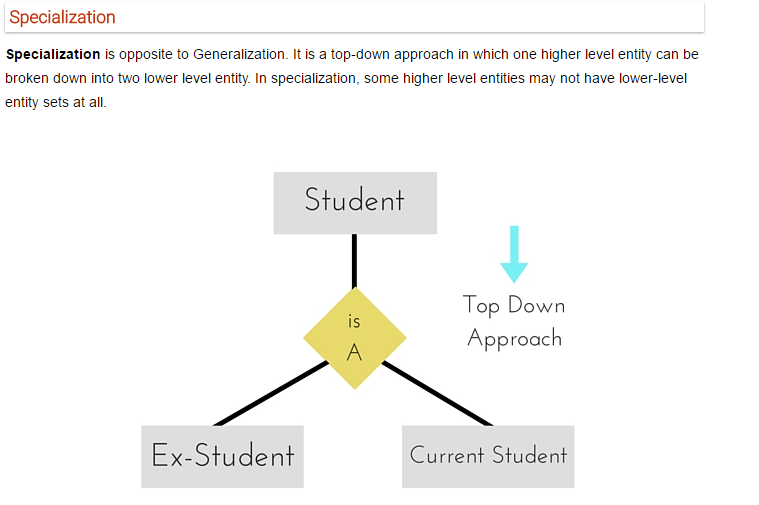 Specialization
Specialization is opposite to Generalization. It is a top-down approach in which one higher level entity can be
broken down into two lower level entity. In specialization, some higher level entities may not have lower-level
entity sets at all.
Student
is
A
Top Down
Approach
Ex-Student
Current Student